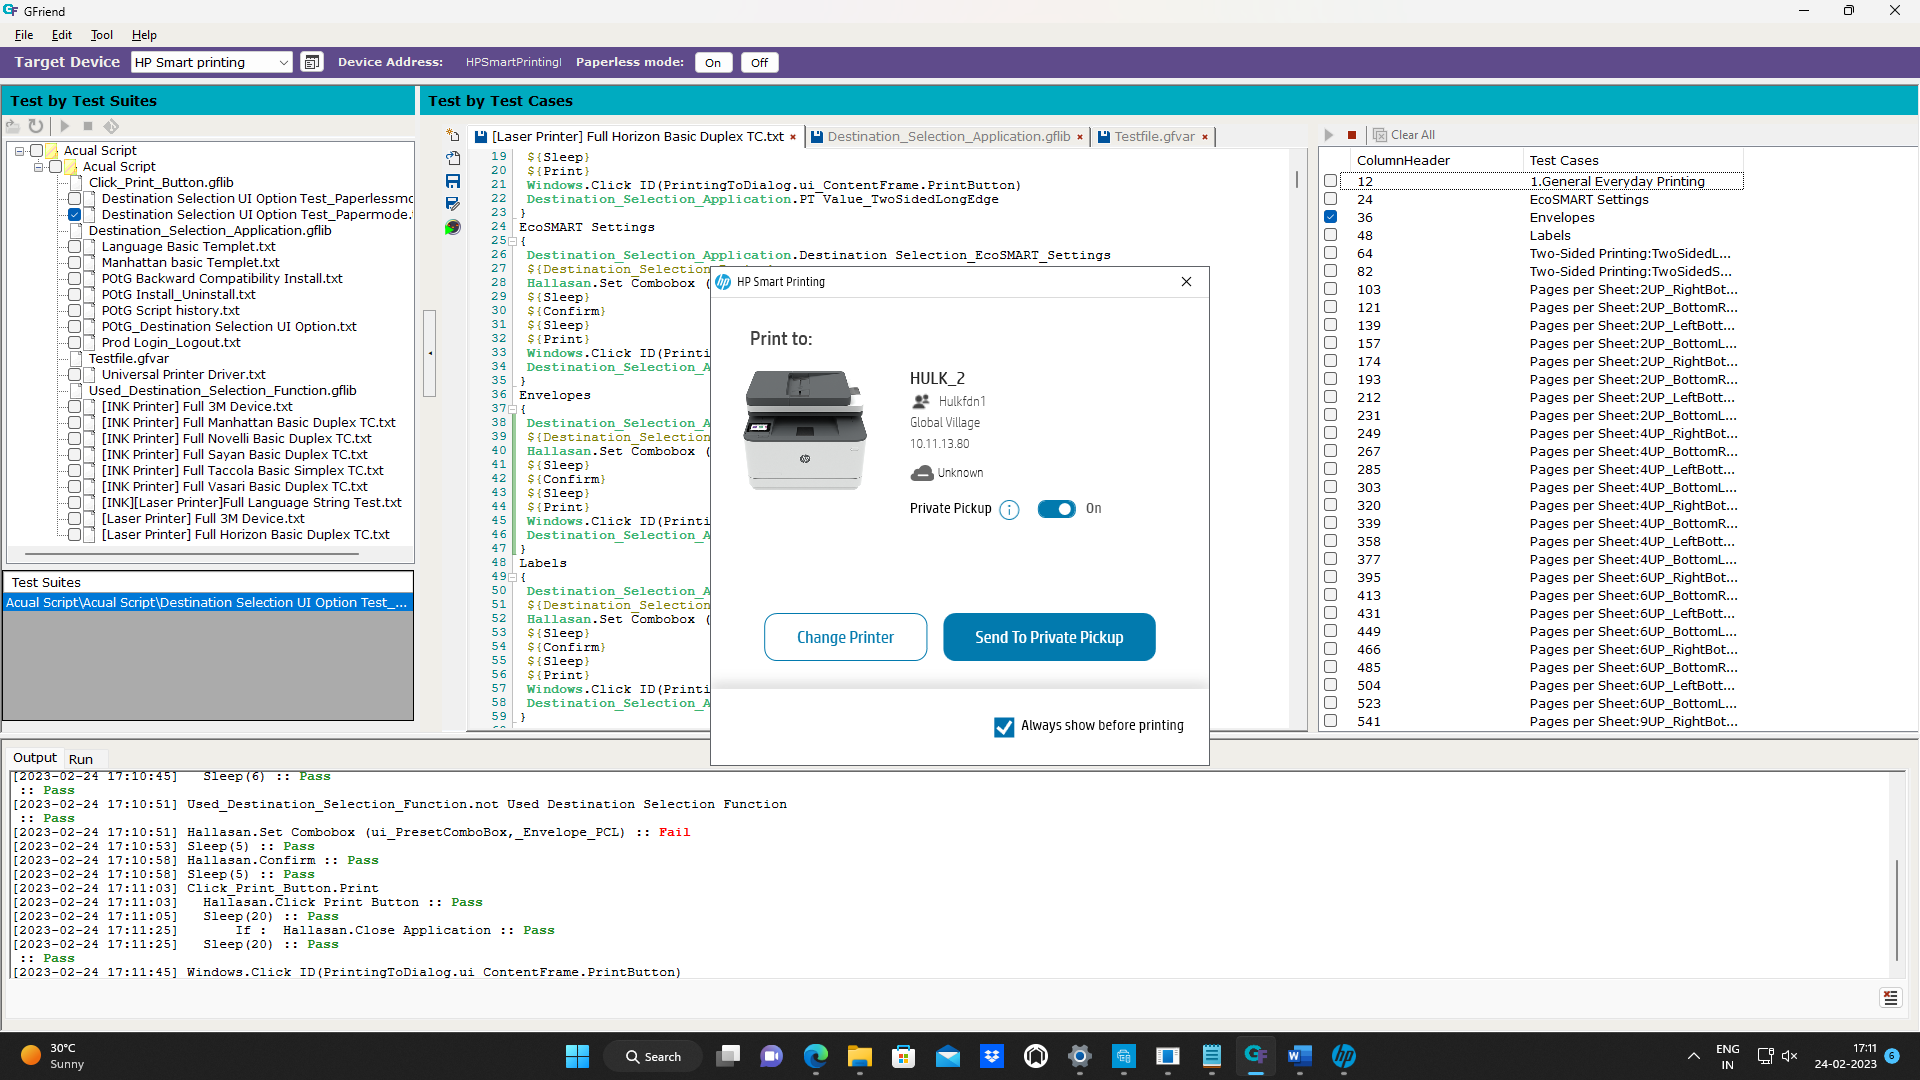 GFriend
File Edit Tool Help
Target Device HP Smart printing Device Address: HPSmartPrintingI Paperless mode: On Off
Test by Test Suites
Acual Script
Acual Script
Click_Print_Button.gflib
Destination Selection UI Option Test_Paperlessmo
Destination Selection UI Option Test_Papermode.
Destination_Selection_Application.gflib
Language Basic Templet.txt
Manhattan basic Templet.txt
POtG Backward Compatibility Install.txt
POtG Install_Uninstall.txt
POtG Script history.txt
POtG_Destination Selection UI Option.txt
Prod Login_Logout.txt
Testfile.gfvar
Universal Printer Driver.txt
Used_Destination_Selection_Function.gflib
[INK Printer] Full 3M Device.txt
[INK Printer] Full Manhattan Basic Duplex TC.txt
[INK Printer] Full Novelli Basic Duplex TC.txt
[INK Printer] Full Sayan Basic Duplex TC.txt
[INK Printer] Full Taccola Basic Simplex TC.txt
[INK Printer] Full Vasari Basic Duplex TC.txt
[INK][Laser Printer]Full Language String Test.txt
[Laser Printer] Full 3M Device.txt
[Laser Printer] Full Horizon Basic Duplex TC.txt
Test Suites
Acual Script\Acual Script\Destination Selection UI Option Test_...
Test by Test Cases
[Laser Printer] Full Horizon Basic Duplex TC.txt Destination_Selection_Application.gflib Testfile.gfvar
19 ${Sleep}
20 ${Print}
21 Windows.Click ID(PrintingToDialog.ui_ContentFrame.PrintButton)
22 Destination_Selection_Application.PT Value_TwoSidedLongEdge
23 }
24 EcoSMART Settings
25 {
26 Destination_Selection_Application.Destination Selection_EcoSMART_Settings
27 ${Destination_Selection
28 Hallasan.Set Combobox (
29 ${Sleep}
30 ${Confirm}
31 ${Sleep}
32 ${Print}
33 Windows.Click ID(Printi
34 Destination_Selection_A
35 }
36 Envelopes
37 {
38 Destination_Selection_A
39 ${Destination_Selection
40 Hallasan.Set Combobox (
41 ${Sleep}
42 ${Confirm}
43 ${Sleep}
44 ${Print}
45 Windows.Click ID(Printi
46 Destination_Selection_A
47 }
48 Labels
49 {
50 Destination_Selection_A
51 ${Destination_Selection
52 Hallasan.Set Combobox (
53 ${Sleep}
54 ${Confirm}
55 ${Sleep}
56 ${Print}
57 Windows.Click ID(Printi
58 Destination_Selection_A
59 }
HP Smart Printing
Print to:
HULK_2
Hulkfdn1
Global Village
10.11.13.80
Unknown
Private Pickup On
Change Printer Send To Private Pickup
Always show before printing
Clear All
ColumnHeader Test Cases
12 1.General Everyday Printing
24 EcoSMART Settings
36 Envelopes
48 Labels
64 Two-Sided Printing:TwoSidedL...
82 Two-Sided Printing:TwoSidedS...
103 Pages per Sheet:2UP_RightBot...
121 Pages per Sheet:2UP_BottomR...
139 Pages per Sheet:2UP_LeftBott...
157 Pages per Sheet:2UP_BottomL...
174 Pages per Sheet:2UP_RightBot...
193 Pages per Sheet:2UP_BottomR...
212 Pages per Sheet:2UP_LeftBott...
231 Pages per Sheet:2UP_BottomL...
249 Pages per Sheet:4UP_RightBot...
267 Pages per Sheet:4UP_BottomR...
285 Pages per Sheet:4UP_LeftBott...
303 Pages per Sheet:4UP_BottomL...
320 Pages per Sheet:4UP_RightBot...
339 Pages per Sheet:4UP_BottomR...
358 Pages per Sheet:4UP_LeftBott...
377 Pages per Sheet:4UP_BottomL...
395 Pages per Sheet:6UP_RightBot...
413 Pages per Sheet:6UP_BottomR...
431 Pages per Sheet:6UP_LeftBott...
449 Pages per Sheet:6UP_BottomL...
466 Pages per Sheet:6UP_RightBot...
485 Pages per Sheet:6UP_BottomR...
504 Pages per Sheet:6UP_LeftBott...
523 Pages per Sheet:6UP_BottomL...
541 Pages per Sheet:9UP_RightBot...
Output Run
[2023-02-24 17:10:45] Sleep(6) :: Pass
:: Pass
[2023-02-24 17:10:51] Used_Destination_Selection_Function.not Used Destination Selection Function
:: Pass
[2023-02-24 17:10:51] Hallasan.Set Combobox (ui_PresetComboBox,_Envelope_PCL) :: Fail
[2023-02-24 17:10:53] Sleep(5) :: Pass
[2023-02-24 17:10:58] Hallasan.Confirm :: Pass
[2023-02-24 17:10:58] Sleep(5) :: Pass
[2023-02-24 17:11:03] Click_Print_Button.Print
[2023-02-24 17:11:03] Hallasan.Click Print Button :: Pass
[2023-02-24 17:11:05] Sleep(20) :: Pass
[2023-02-24 17:11:25] If : Hallasan.Close Application :: Pass
[2023-02-24 17:11:25] Sleep(20) :: Pass
:: Pass
[2023-02-24 17:11:45] Windows.Click ID(PrintingToDialog.ui ContentFrame.PrintButton)
30°C
Sunny
Search
ENG
IN
17:11
24-02-2023
6